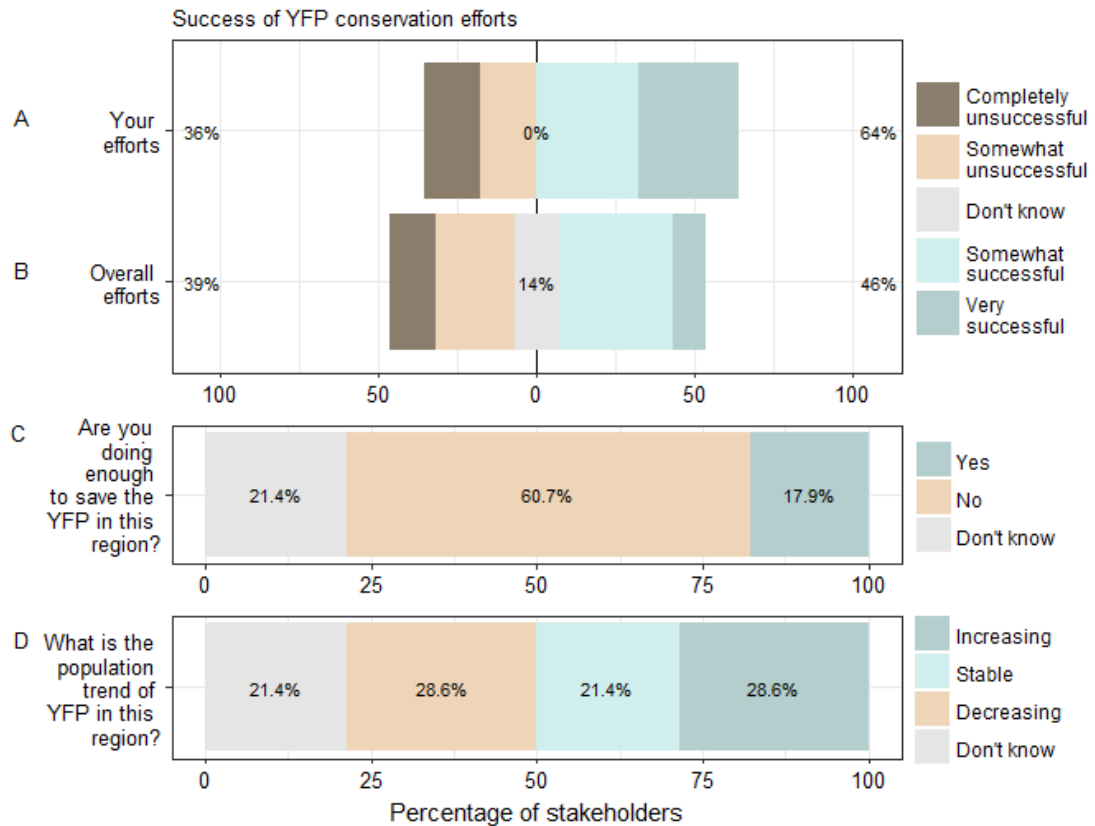 Success of YFP conservation efforts
A
Your
efforts
36%
0%
64%
B
Overall
efforts
39%
14%
46%
100 50 0 50 100
Completely
unsuccessful
Somewhat
unsuccessful
Don't know
Somewhat
successful
Very
successful
C
Are you
doing
enough
to save the
YFP in this
region?
21.4% 60.7% 17.9%
0 25 50 75 100
Yes
No
Don't know
D
What is the
population
trend of
YFP in this
region?
21.4% 28.6% 21.4% 28.6%
0 25 50 75 100
Increasing
Stable
Decreasing
Don't know
Percentage of stakeholders